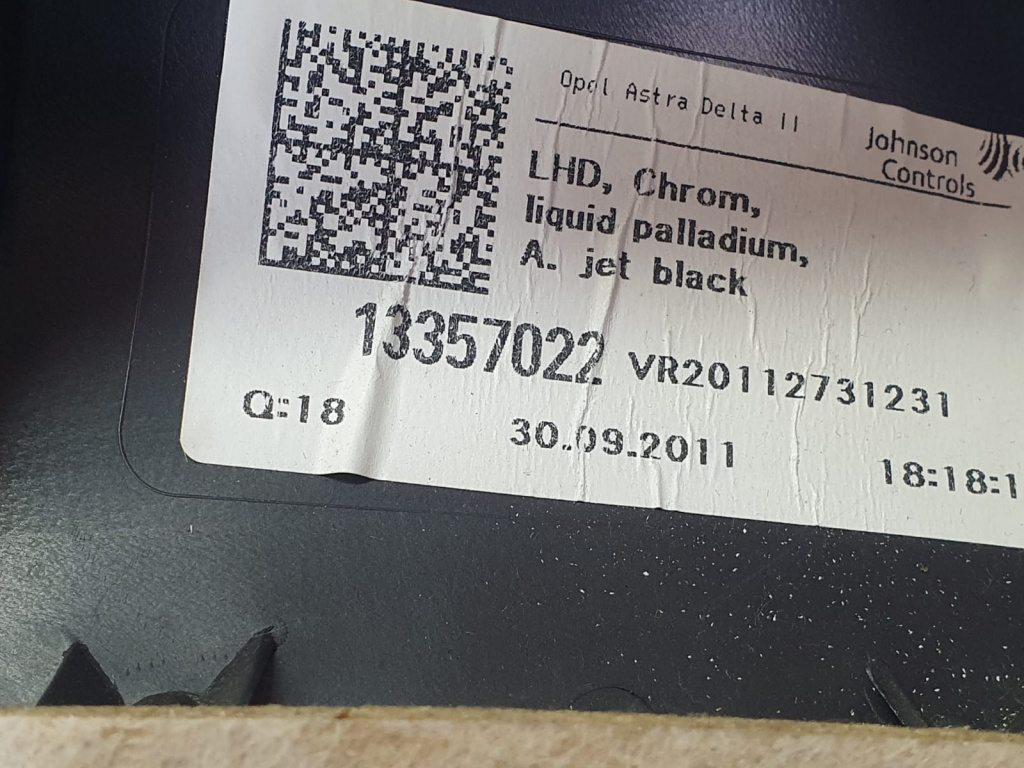 Opel Astra Delta II
Johnson
Controls
LHD, Chrom,
liquid palladium,
A. jet black
13357022 VR20112731231
Q:18 30.09.2011 18:18:1